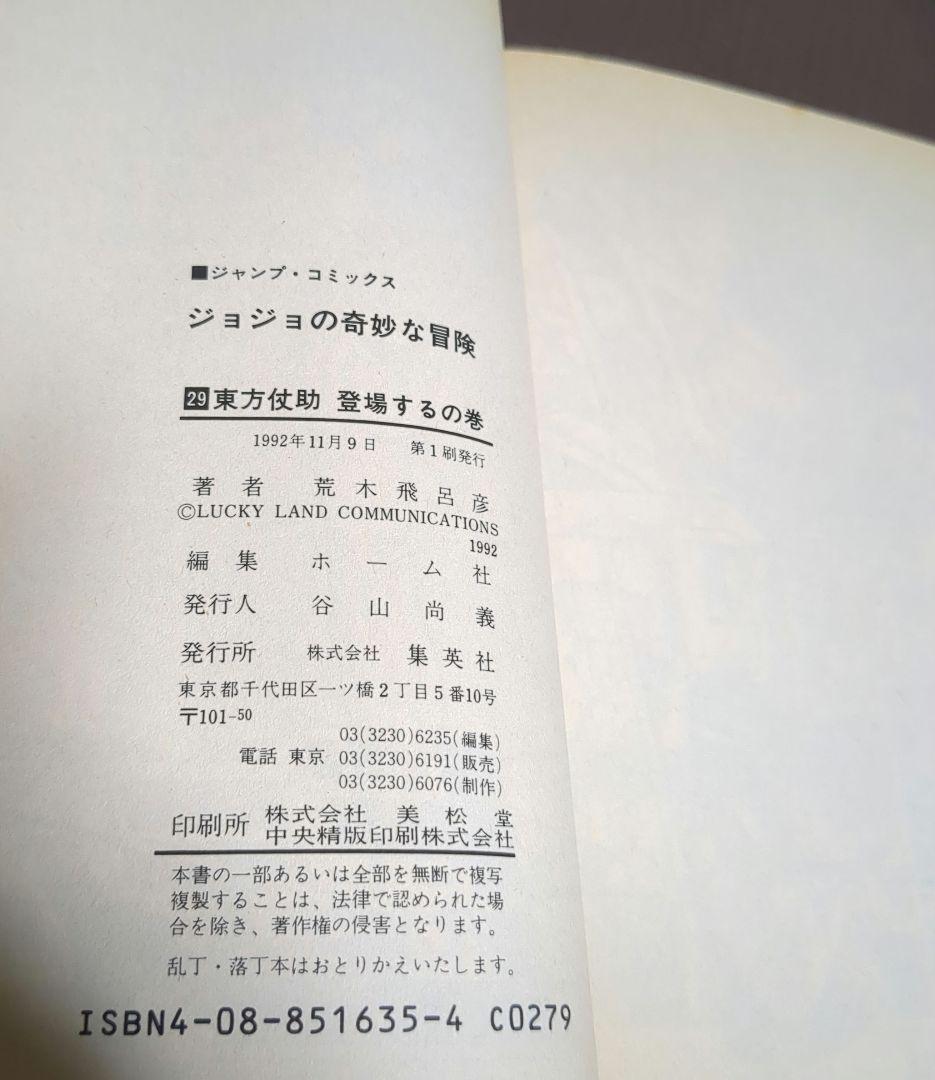 ■ジャンプ・コミックス
ジョジョの奇妙な冒険
29東方仗助 登場するの巻
1992年11月9日 第1刷発行
著者 荒木飛呂彦
©LUCKY LAND COMMUNICATIONS
1992
編集 ホーム社
発行人 谷山尚義
発行所 株式会社 集英社
東京都千代田区一ツ橋2丁目5番10号
〒101-50
03(3230)6235(編集)
電話 東京 03(3230)6191(販売)
03(3230)6076(制作)
印刷所 株式会社 美松堂
中央精版印刷株式会社
本書の一部あるいは全部を無断で複写
複製することは、法律で認められた場
合を除き、著作権の侵害となります。
乱丁・落丁本はおとりかえいたします。
ISBN4-08-851635-4 C0279